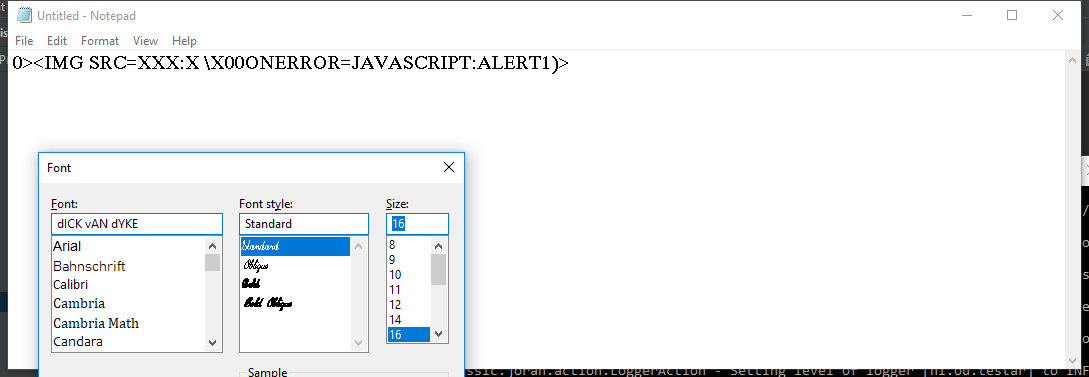 Untitled - Notepad
File Edit Format View Help
0><IMG SRC=XXX:X \X00ONERROR=JAVASCRIPT:ALERT1)>
Font
Font: Font style: Size:
dICK vAN dYKE Standard 16
Arial Standard 8
Bahnschrift Oblique 9
Calibri Bold 10
Cambria Bold Oblique 11
Cambria Math 12
Candara 14
16
Sample
ssic.joran.action.LoggerAction - Setting level of logger [nl.ou.testar] to INF